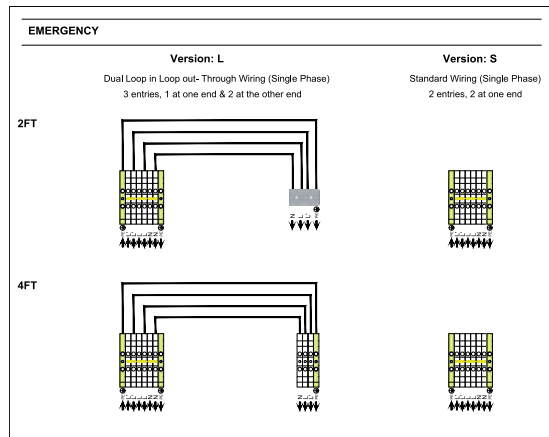 EMERGENCY
Version: L
Dual Loop in Loop out- Through Wiring (Single Phase)
3 entries, 1 at one end & 2 at the other end
Version: S
Standard Wiring (Single Phase)
2 entries, 2 at one end
2FT
4FT